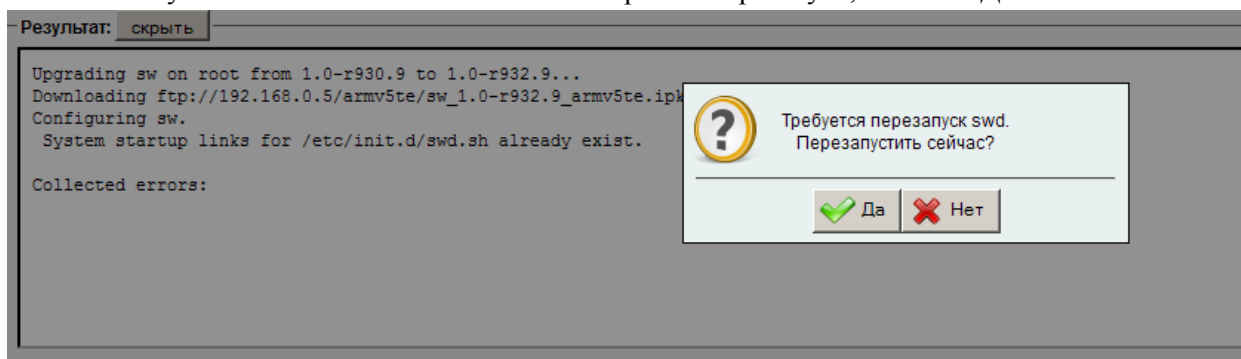 Результат: скрыть
Upgrading sw on root from 1.0-r930.9 to 1.0-r932.9...
Downloading ftp://192.168.0.5/armv5te/sw_1.0-r932.9_armv5te.ipk
Configuring sw.
System startup links for /etc/init.d/swd.sh already exist.
Collected errors:
Требуется перезапуск swd.
Перезапустить сейчас?
Да Нет